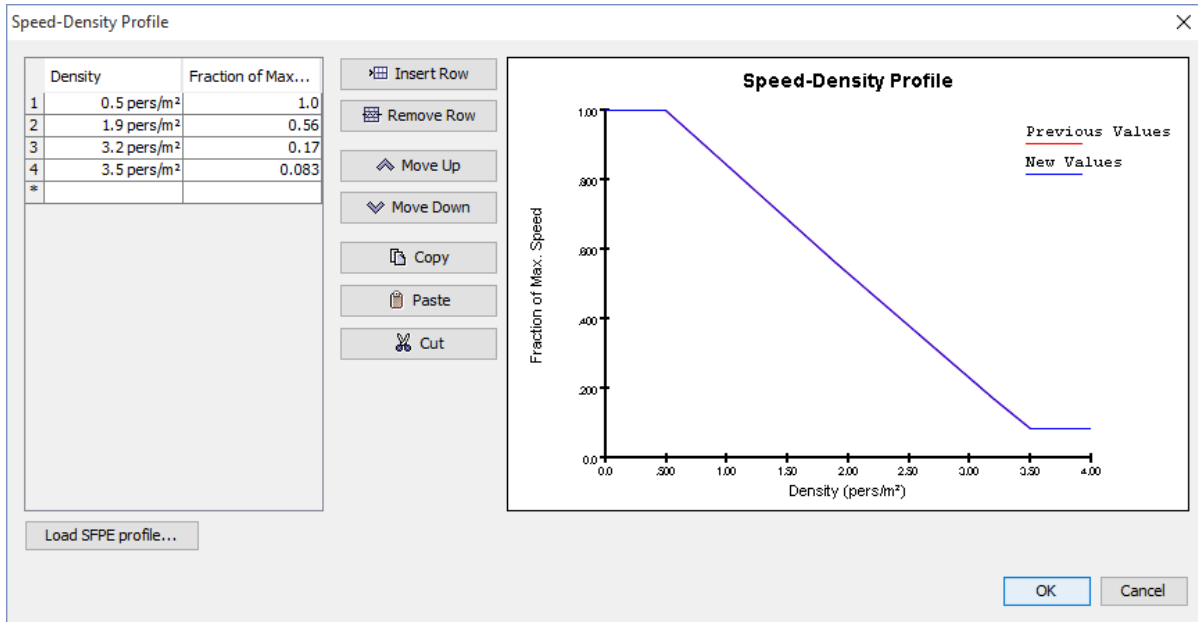 Speed-Density Profile
Density Fraction of Max...
1 0.5 pers/m² 1.0
2 1.9 pers/m² 0.56
3 3.2 pers/m² 0.17
4 3.5 pers/m² 0.083
*
Insert Row
Remove Row
Move Up
Move Down
Copy
Paste
Cut
Load SFPE profile...
Speed-Density Profile
Previous Values
New Values
Fraction of Max. Speed
1.00
.800
.600
.400
.200
0.0
0.0 .500 1.00 1.50 2.00 2.50 3.00 3.50 4.00
Density (pers/m²)
OK Cancel